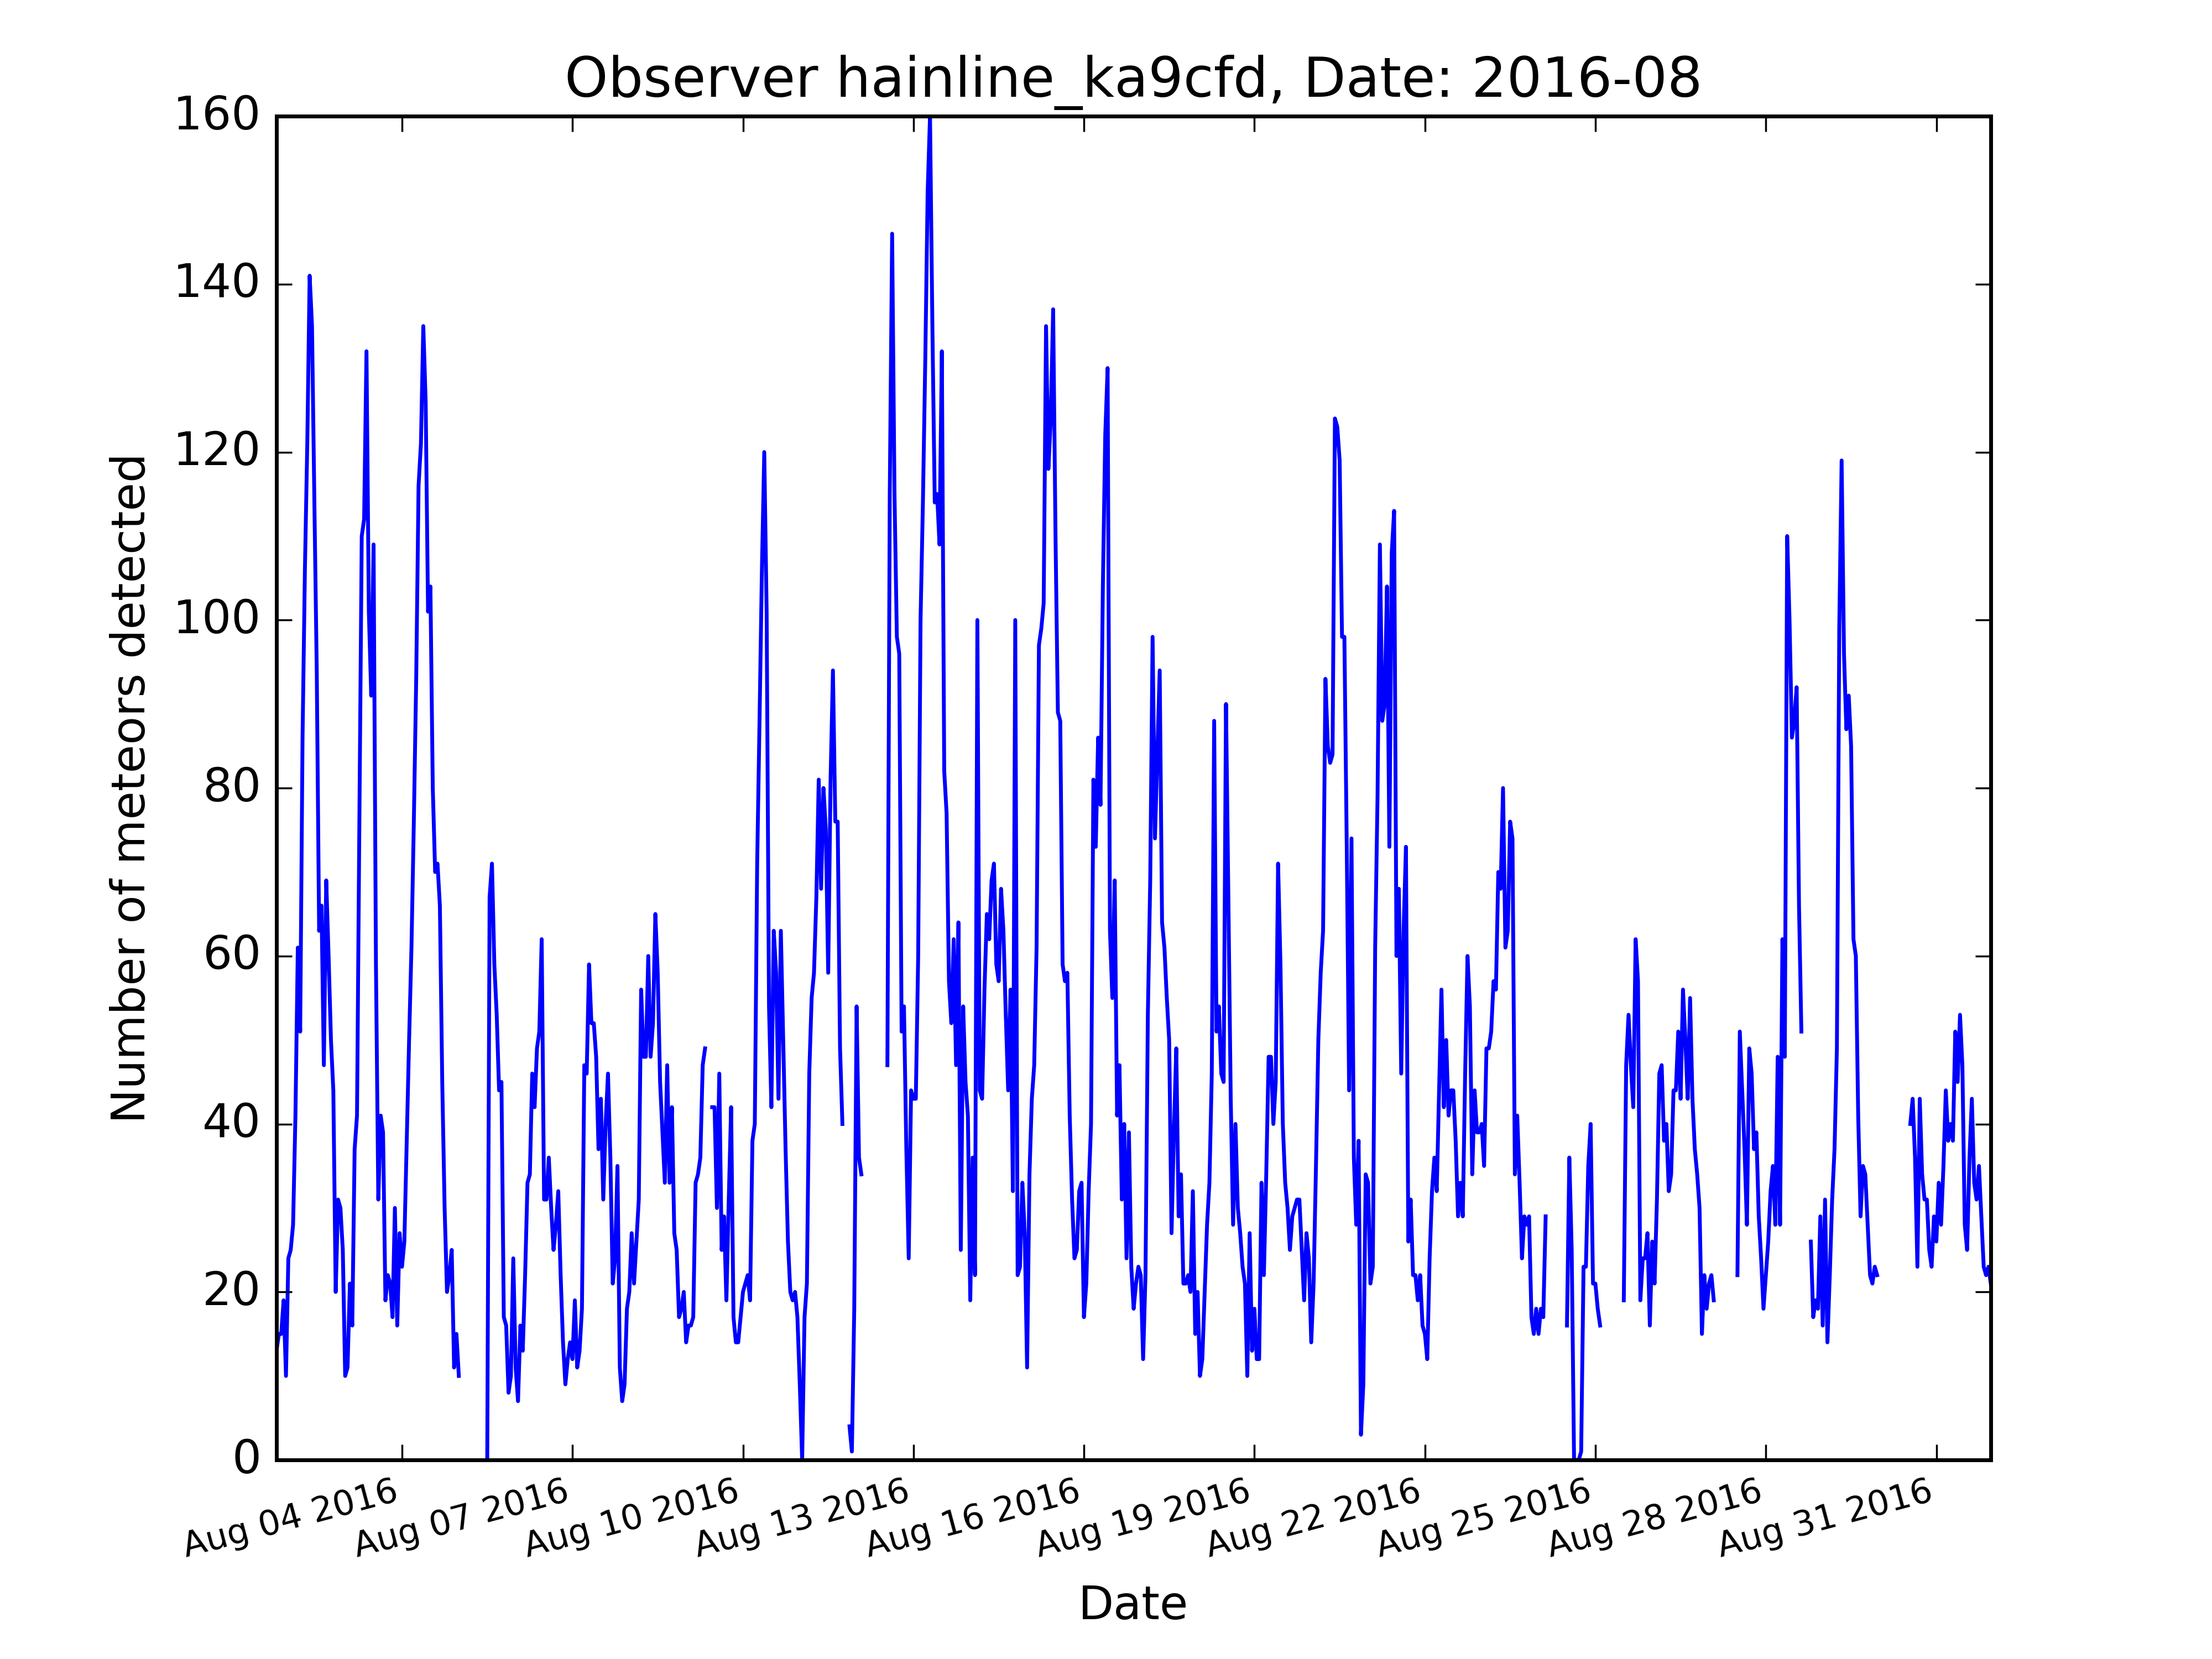 Observer hainline_ka9cfd, Date: 2016-08
160
140
120
100
80
60
40
20
0
Number of meteors detected
Aug 04 2016
Aug 07 2016
Aug 10 2016
Aug 13 2016
Aug 16 2016
Aug 19 2016
Aug 22 2016
Aug 25 2016
Aug 28 2016
Aug 31 2016
Date